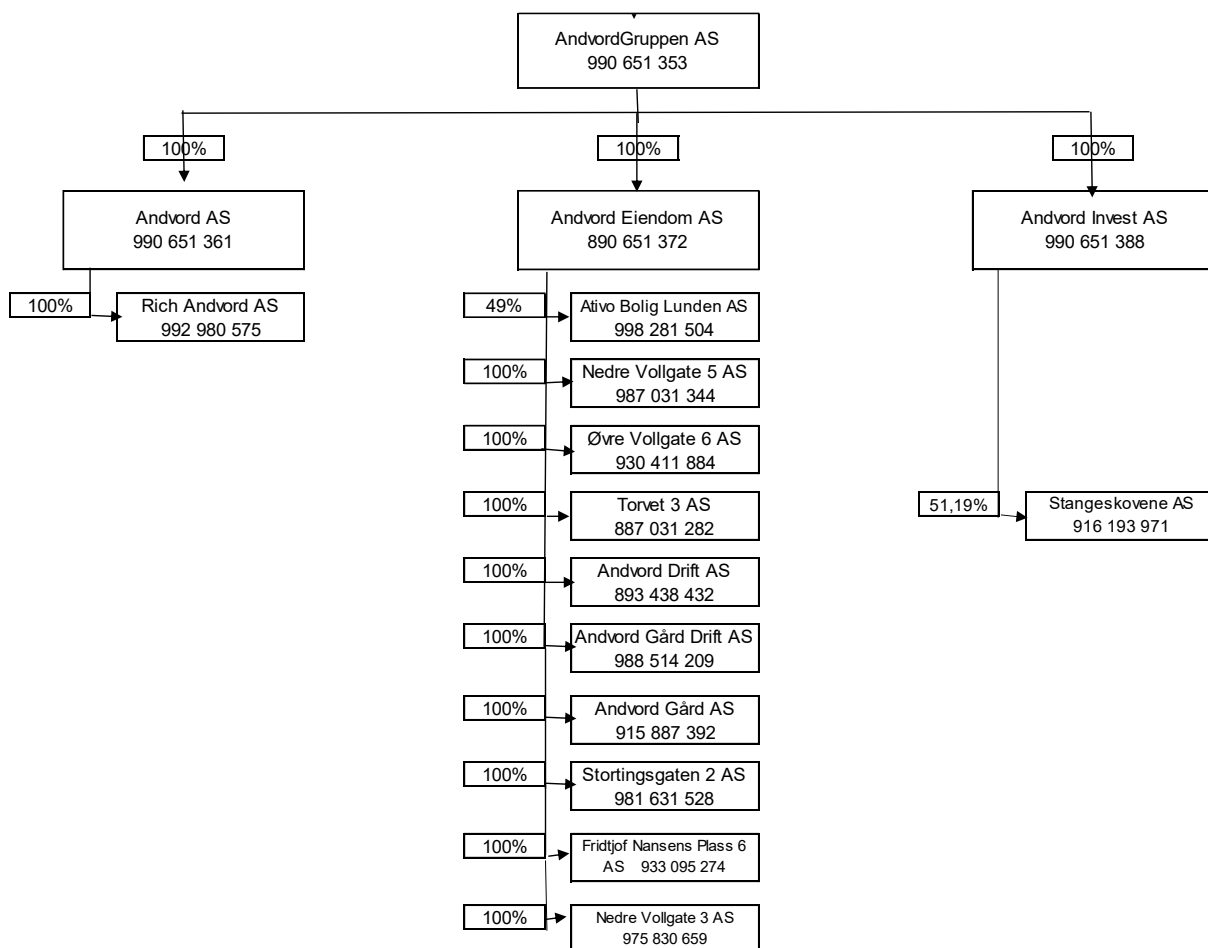 AndvordGruppen AS
990 651 353
100%
100%
100%
Andvord AS
990 651 361
Andvord Eiendom AS
890 651 372
Andvord Invest AS
990 651 388
100%
Rich Andvord AS
992 980 575
49%
Ativo Bolig Lunden AS
998 281 504
100%
Nedre Vollgate 5 AS
987 031 344
100%
Øvre Vollgate 6 AS
930 411 884
100%
Torvet 3 AS
887 031 282
51,19%
Stangeskovene AS
916 193 971
100%
Andvord Drift AS
893 438 432
100%
Andvord Gård Drift AS
988 514 209
100%
Andvord Gård AS
915 887 392
100%
Stortingsgaten 2 AS
981 631 528
100%
Fridtjof Nansens Plass 6
AS 933 095 274
100%
Nedre Vollgate 3 AS
975 830 659